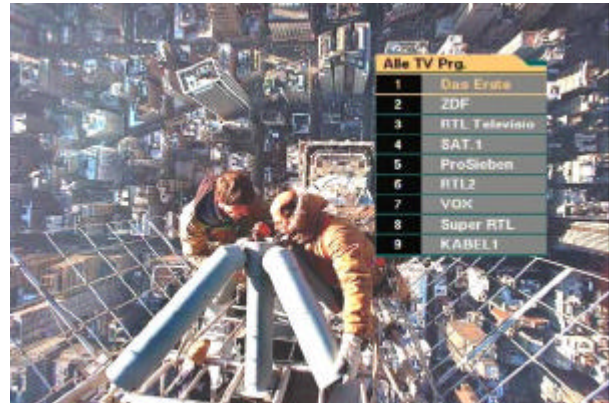 Alle TV Prg.
1 Das Erste
2 ZDF
3 RTL Televisio
4 SAT.1
5 ProSieben
6 RTL2
7 VOX
8 Super RTL
9 KABEL1